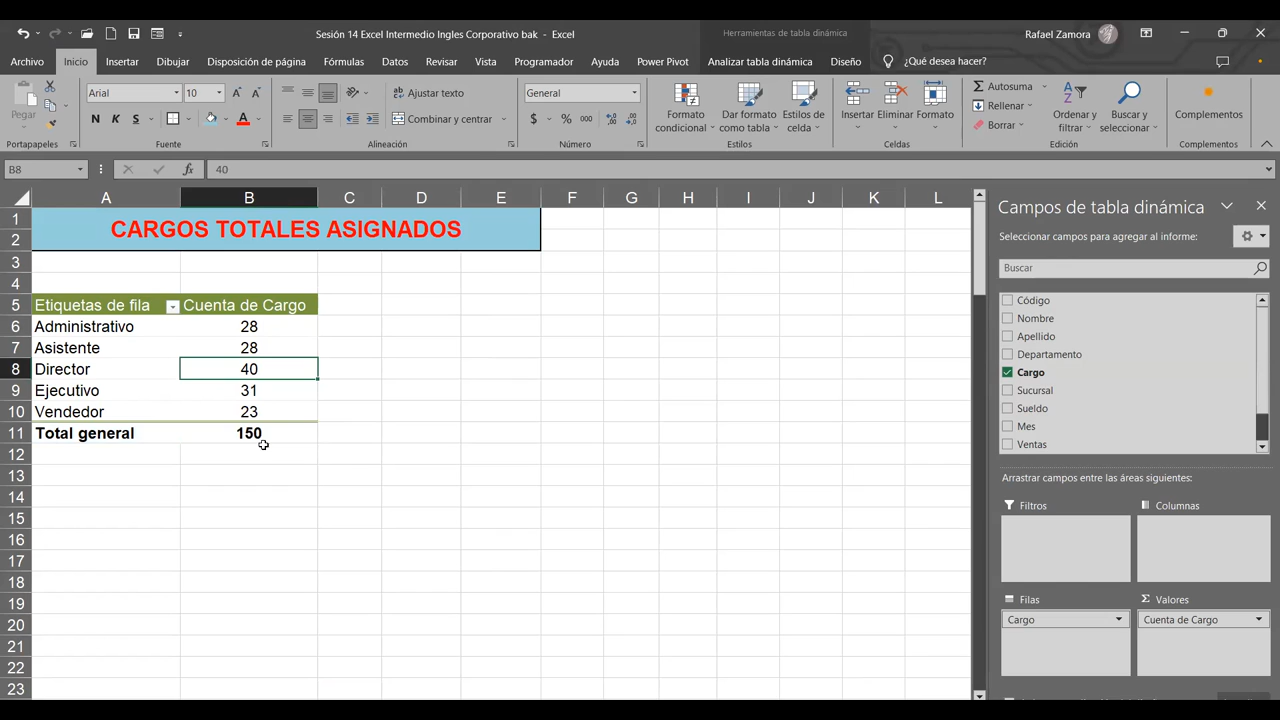 Sesión 14 Excel Intermedio Ingles Corporativo bak - Excel
Herramientas de tabla dinámica
Rafael Zamora
Archivo Inicio Insertar Dibujar Disposición de página Fórmulas Datos Revisar Vista Programador Ayuda Power Pivot Analizar tabla dinámica Diseño ¿Qué desea hacer?
Pegar
Portapapeles
Arial 10
N K S
Fuente
Ajustar texto
Combinar y centrar
Alineación
General
$ % 000
Número
Formato condicional
Dar formato como tabla
Estilos de celda
Estilos
Insertar Eliminar Formato
Celdas
Autosuma
Rellenar
Borrar
Ordenar y filtrar
Buscar y seleccionar
Edición
Complementos
Complementos
B8 fx 40
A B C D E F G H I J K L
1
CARGOS TOTALES ASIGNADOS
2
3
4
5 Etiquetas de fila Cuenta de Cargo
6 Administrativo 28
7 Asistente 28
8 Director 40
9 Ejecutivo 31
10 Vendedor 23
11 Total general 150
12
13
14
15
16
17
18
19
20
21
22
23
Campos de tabla dinámica
Seleccionar campos para agregar al informe:
Buscar
Código
Nombre
Apellido
Departamento
Cargo
Sucursal
Sueldo
Mes
Ventas
Arrastrar campos entre las áreas siguientes:
Filtros
Columnas
Filas
Cargo
Σ Valores
Cuenta de Cargo